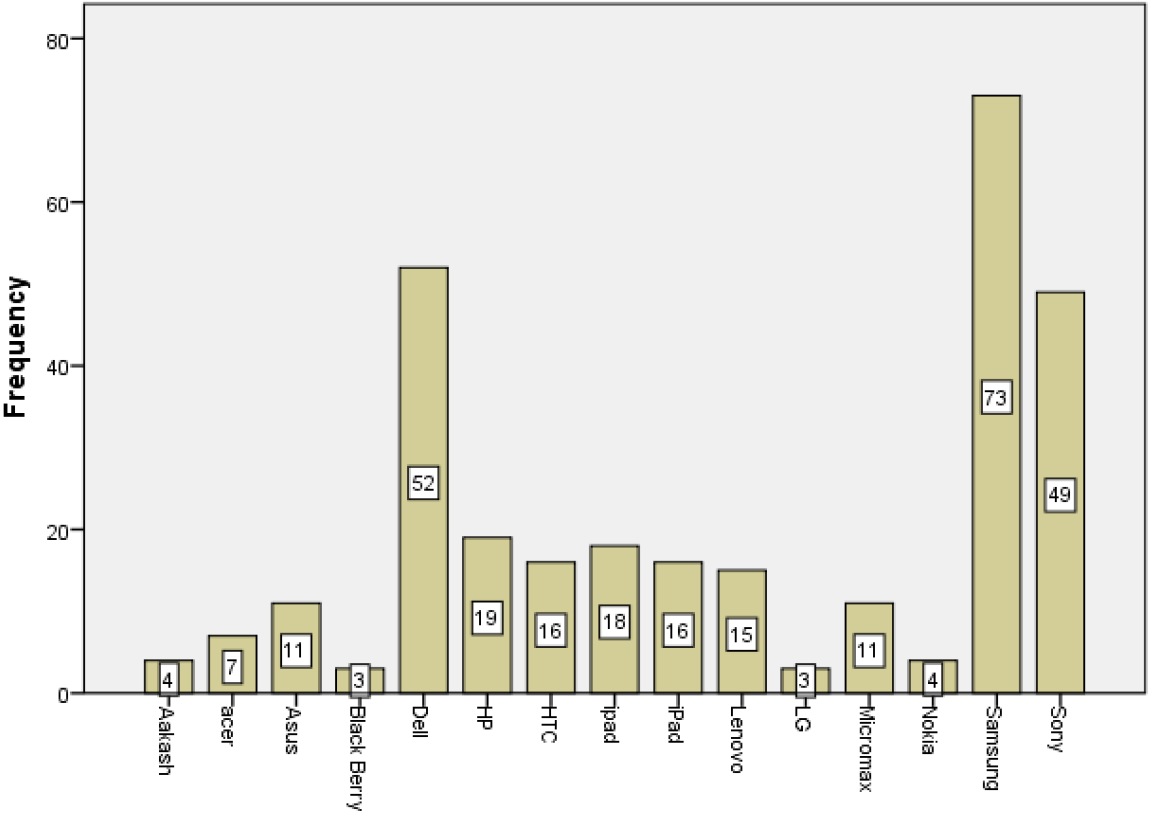 Frequency
80
60
40
20
0
4
7
11
3
52
19
16
18
16
15
3
11
4
73
49
Aakash
acer
Asus
Black Berry
Dell
HP
HTC
ipad
iPad
Lenovo
LG
Micromax
Nokia
Samsung
Sony